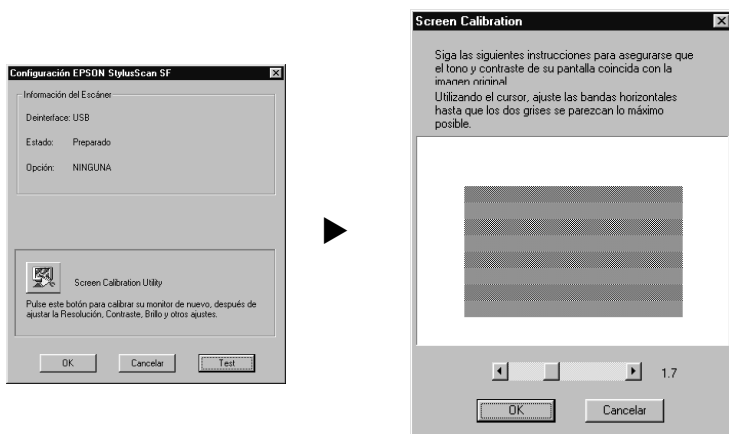 Configuración EPSON StylusScan SF
Información del Escáner
Deinterface: USB
Estado: Preparado
Opción: NINGUNA
Screen Calibration Utility
Pulse este botón para calibrar su monitor de nuevo, después de
ajustar la Resolución, Contraste, Brillo y otros ajustes.
OK Cancelar Test
Screen Calibration
Siga las siguientes instrucciones para asegurarse que
el tono y contraste de su pantalla coincida con la
imagen original
Utilizando el cursor, ajuste las bandas horizontales
hasta que los dos grises se parezcan lo máximo
posible.
1.7
OK Cancelar